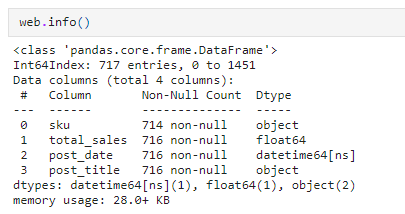 web.info()
<class 'pandas.core.frame.DataFrame'>
Int64Index: 717 entries, 0 to 1451
Data columns (total 4 columns):
 #   Column       Non-Null Count  Dtype
---  ------       --------------  -----
 0   sku          714 non-null    object
 1   total_sales  716 non-null    float64
 2   post_date    716 non-null    datetime64[ns]
 3   post_title   716 non-null    object
dtypes: datetime64[ns](1), float64(1), object(2)
memory usage: 28.0+ KB